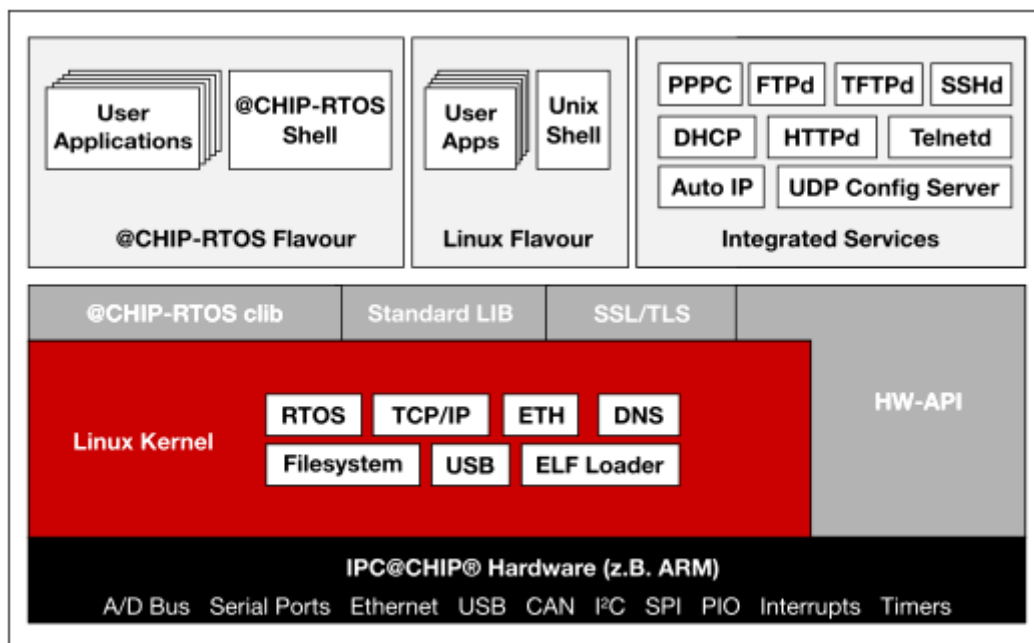 PPPC FTPd TFTPd SSHd
User Applications
@CHIP-RTOS Shell
User Apps
Unix Shell
DHCP HTTPd Telnetd
Auto IP UDP Config Server
@CHIP-RTOS Flavour
Linux Flavour
Integrated Services
@CHIP-RTOS clib
Standard LIB
SSL/TLS
HW-API
Linux Kernel
RTOS TCP/IP ETH DNS
Filesystem USB ELF Loader
IPC@CHIP® Hardware (z.B. ARM)
A/D Bus Serial Ports Ethernet USB CAN I²C SPI PIO Interrupts Timers